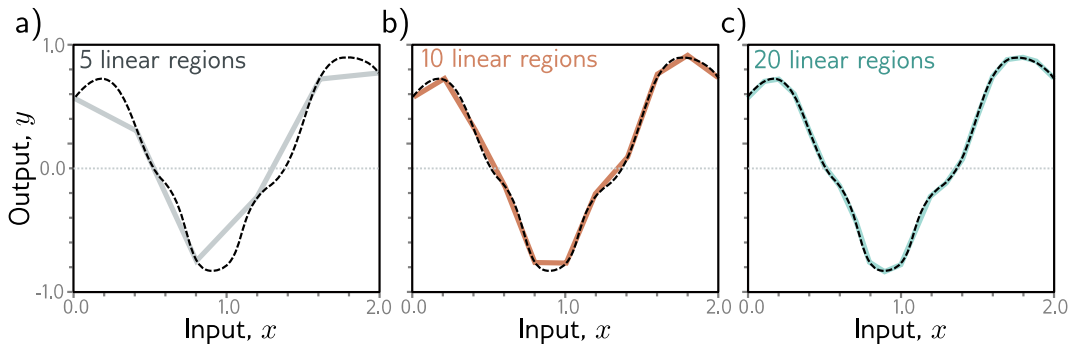 a)
5 linear regions
1.0
0.0
-1.0
Output, y
0.0
1.0
2.0
Input, x
b)
10 linear regions
0.0
1.0
2.0
Input, x
c)
20 linear regions
0.0
1.0
2.0
Input, x